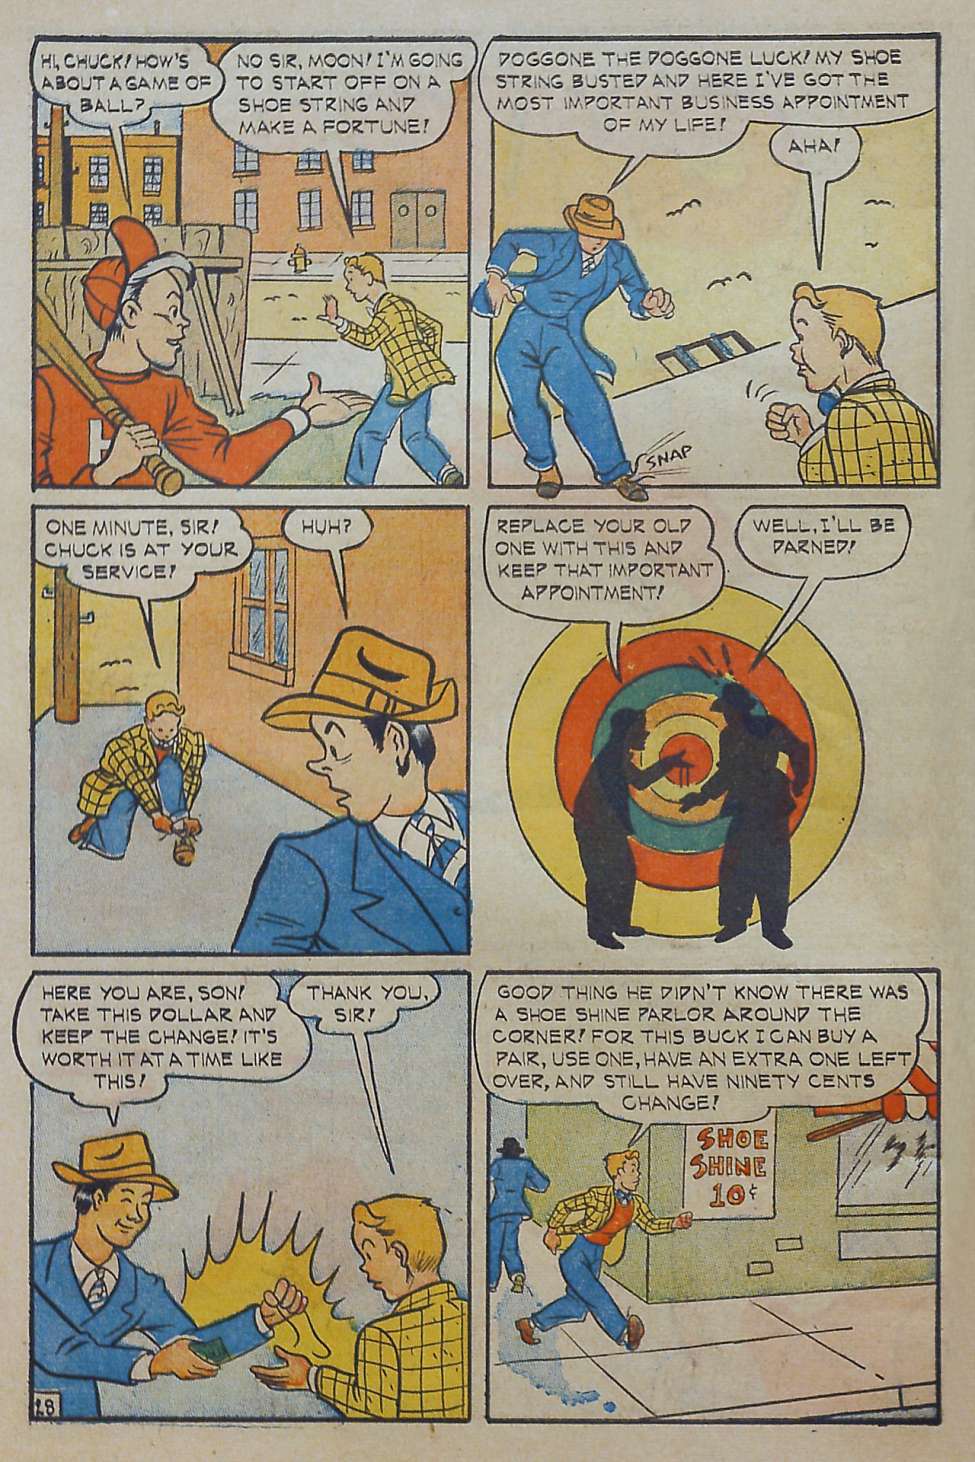 HI, CHUCK! HOW'S
ABOUT A GAME OF
BALL?
NO SIR, MOON! I'M GOING
TO START OFF ON A
SHOE STRING AND
MAKE A FORTUNE!
H
DOGGONE THE DOGGONE LUCK! MY SHOE
STRING BUSTED AND HERE I'VE GOT THE
MOST IMPORTANT BUSINESS APPOINTMENT
OF MY LIFE!
AHA!
SNAP
ONE MINUTE, SIR!
CHUCK IS AT YOUR
SERVICE!
HUH?
REPLACE YOUR OLD
ONE WITH THIS AND
KEEP THAT IMPORTANT
APPOINTMENT!
WELL, I'LL BE
DARNED!
HERE YOU ARE, SON!
TAKE THIS DOLLAR AND
KEEP THE CHANGE! IT'S
WORTH IT AT A TIME LIKE
THIS!
THANK YOU,
SIR!
28
GOOD THING HE DIDN'T KNOW THERE WAS
A SHOE SHINE PARLOR AROUND THE
CORNER! FOR THIS BUCK I CAN BUY A
PAIR, USE ONE, HAVE AN EXTRA ONE LEFT
OVER, AND STILL HAVE NINETY CENTS
CHANGE!
SHOE
SHINE
10¢